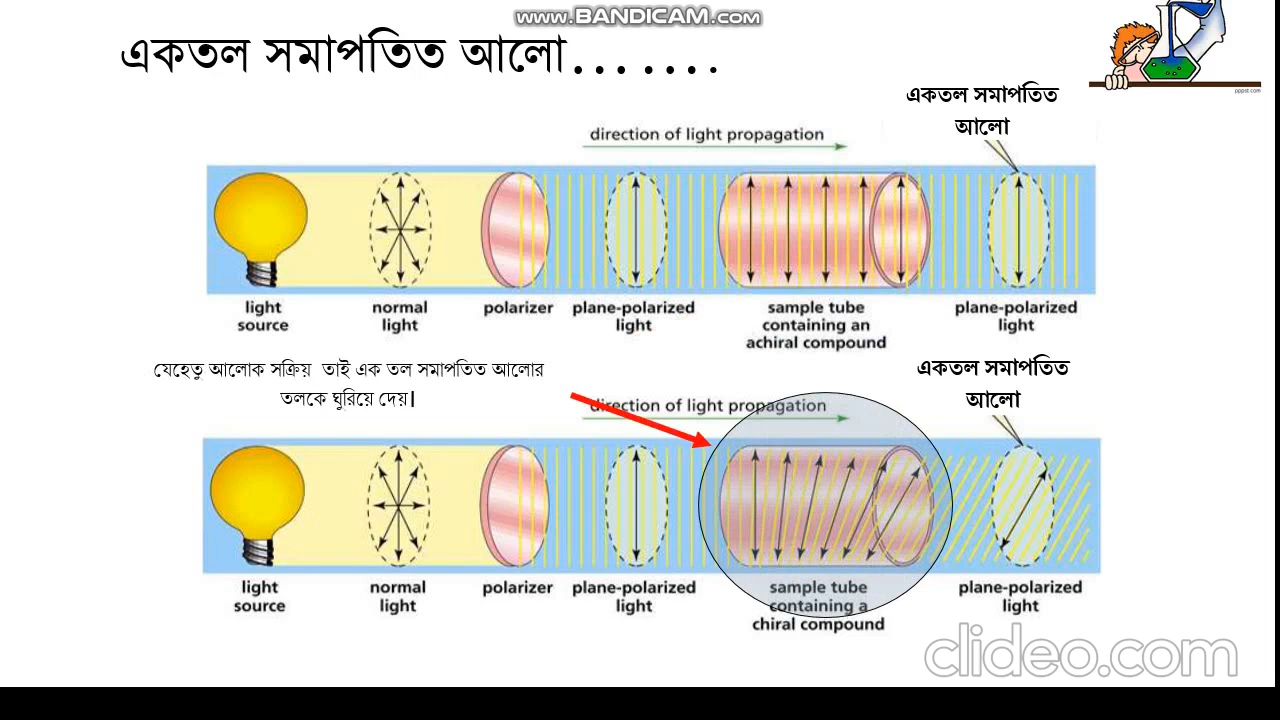 www.BANDICAM.com
একতল সমাপতিত আলো.......
pppst.com
একতল সমাপতিত
আলো
direction of light propagation
light
source
normal
light
polarizer
plane-polarized
light
sample tube
containing an
achiral compound
plane-polarized
light
যেহেতু আলোক সক্রিয় তাই এক তল সমাপতিত আলোর
তলকে ঘুরিয়ে দেয়।
একতল সমাপতিত
আলো
direction of light propagation
light
source
normal
light
polarizer
plane-polarized
light
sample tube
containing a
chiral compound
plane-polarized
light
clideo.com